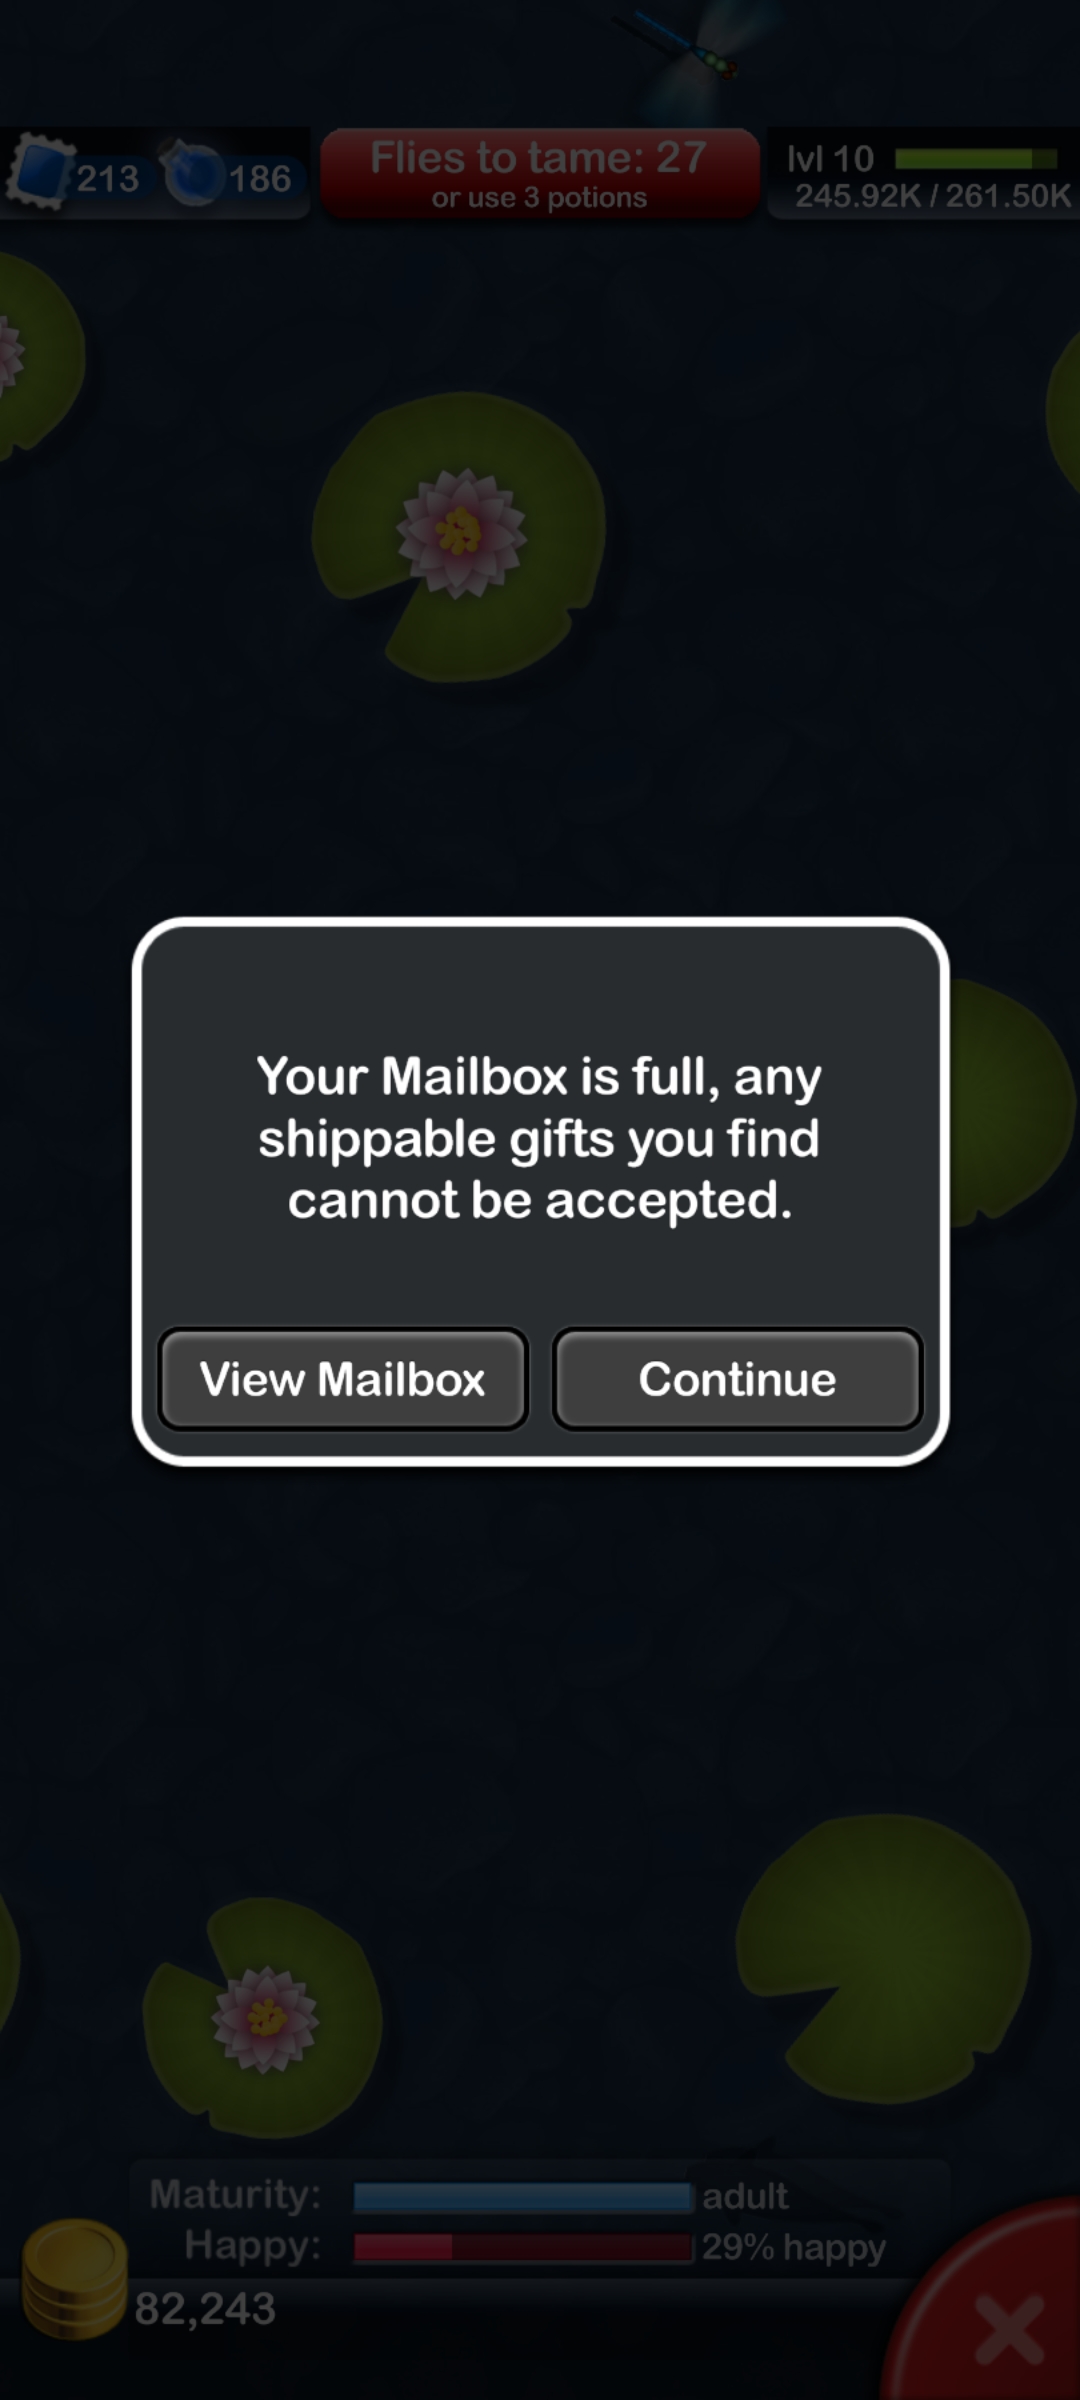 213
186
Flies to tame: 27
or use 3 potions
lvl 10
245.92K / 261.50K
Your Mailbox is full, any
shippable gifts you find
cannot be accepted.
View Mailbox
Continue
Maturity:
adult
Happy:
29% happy
82,243